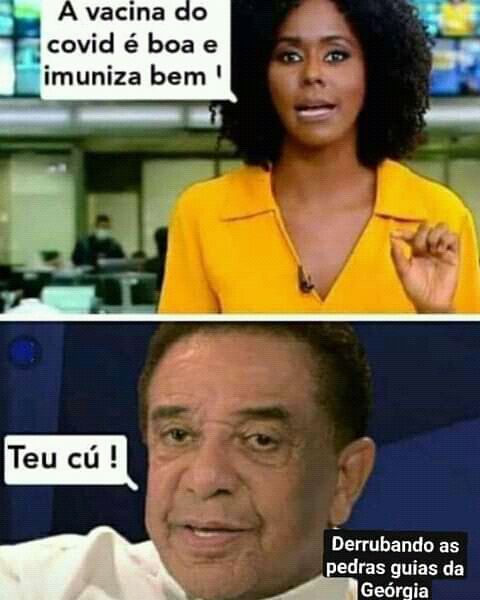 A vacina do
covid é boa e
imuniza bem !
Teu cú !
Derrubando as
pedras guias da
Geórgia